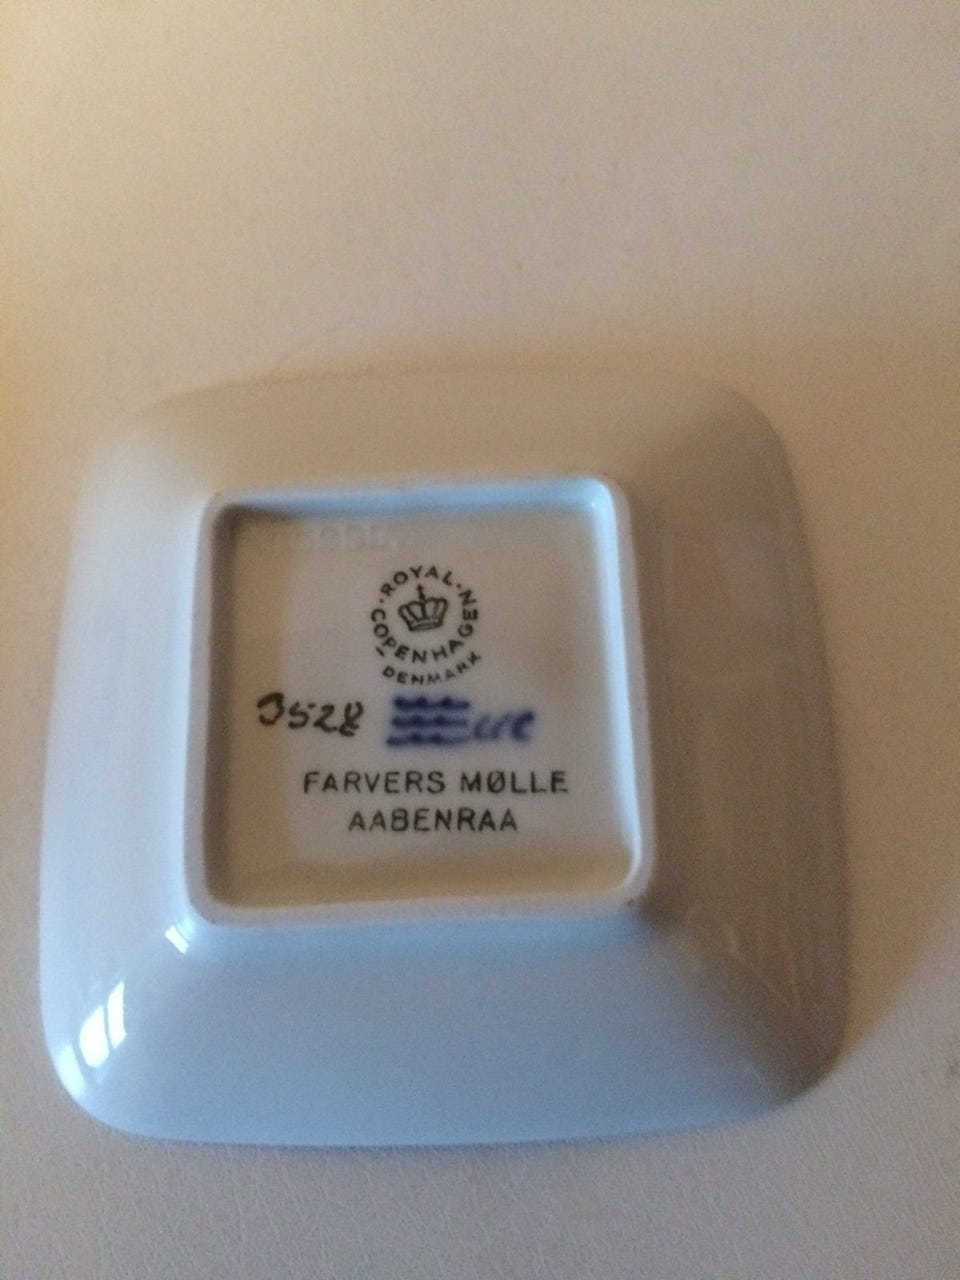 ROYAL
COPENHAGEN
DENMARK
3528
FARVERS MØLLE
AABENRAA